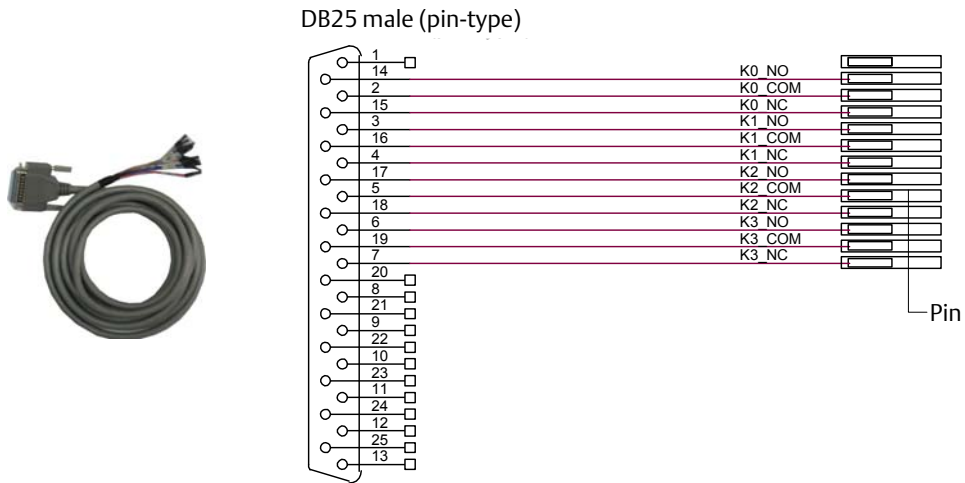 DB25 male (pin-type)
1
14 K0_NO
2 K0_COM
15 K0_NC
3 K1_NO
16 K1_COM
4 K1_NC
17 K2_NO
5 K2_COM
18 K2_NC
6 K3_NO
19 K3_COM
7 K3_NC
20
8
21
9
22
10
23
11
24
12
25
13
Pin